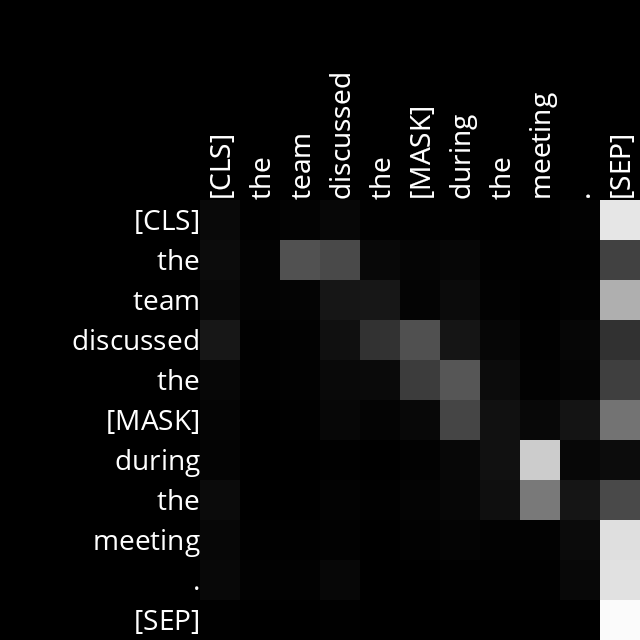 [CLS] the team discussed the [MASK] during the meeting . [SEP]
[CLS]
the
team
discussed
the
[MASK]
during
the
meeting
.
[SEP]